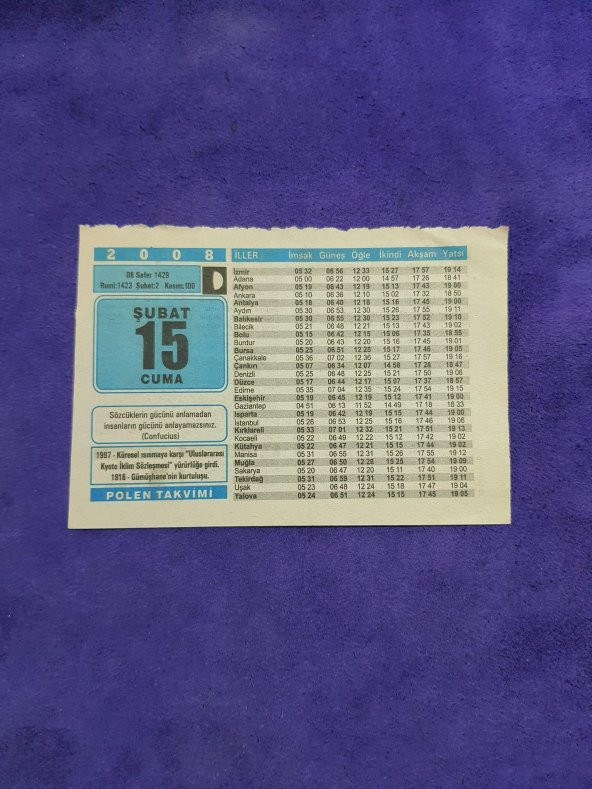 2008
08 Safer 1429
Rumi:1423 Şubat:2 Kasım:100
ŞUBAT
15
CUMA
Sözcüklerin gücünü anlamadan
insanların gücünü anlayamazsınız.
(Confucius)
1997 - Küresel ısınmaya karşı "Uluslararası
Kyoto İklim Sözleşmesi" yürürlüğe girdi.
1918 - Gümüşhane'nin kurtuluşu.
POLEN TAKVİMİ
İLLER İmsak Güneş Öğle İkindi Akşam Yatsı
İzmir 05 32 06 56 12 33 15 27 17 57 19 14
Adana 05 00 06 22 12 00 14 57 17 26 18 41
Afyon 05 19 06 43 12 19 15 13 17 43 19 00
Ankara 05 10 06 36 12 10 15 02 17 32 18 50
Antalya 05 18 06 40 12 18 15 16 17 45 19 00
Aydın 05 30 06 53 12 30 15 26 17 55 19 11
Balıkesir 05 30 06 55 12 30 15 23 17 52 19 10
Bilecik 05 21 06 48 12 21 15 13 17 43 19 02
Bolu 05 15 06 42 12 15 15 06 17 35 18 55
Burdur 05 20 06 43 12 20 15 16 17 45 19 01
Bursa 05 25 06 51 12 25 15 17 17 46 19 05
Çanakkale 05 36 07 02 12 36 15 27 17 57 19 16
Çankırı 05 07 06 34 12 07 14 58 17 28 18 47
Denizli 05 25 06 48 12 25 15 21 17 50 19 06
Düzce 05 17 06 44 12 17 15 07 17 37 18 57
Edirne 05 35 07 04 12 35 15 24 17 54 19 15
Eskişehir 05 19 06 45 12 19 15 12 17 41 19 00
Gaziantep 04 51 06 13 11 52 14 49 17 18 18 33
Isparta 05 19 06 42 12 19 15 15 17 44 19 00
İstanbul 05 26 06 53 12 26 15 16 17 46 19 06
Kırklareli 05 33 07 01 12 32 15 21 17 51 19 13
Kocaeli 05 22 06 49 12 22 15 12 17 42 19 02
Kütahya 05 22 06 47 12 21 15 15 17 44 19 02
Manisa 05 31 06 55 12 31 15 25 17 55 19 12
Muğla 05 27 06 50 12 28 15 25 17 54 19 09
Sakarya 05 20 06 47 12 20 15 11 17 40 19 00
Tekirdağ 05 31 06 59 12 31 15 21 17 51 19 11
Uşak 05 23 06 48 12 24 15 18 17 47 19 04
Yalova 05 24 06 51 12 24 15 15 17 45 19 05